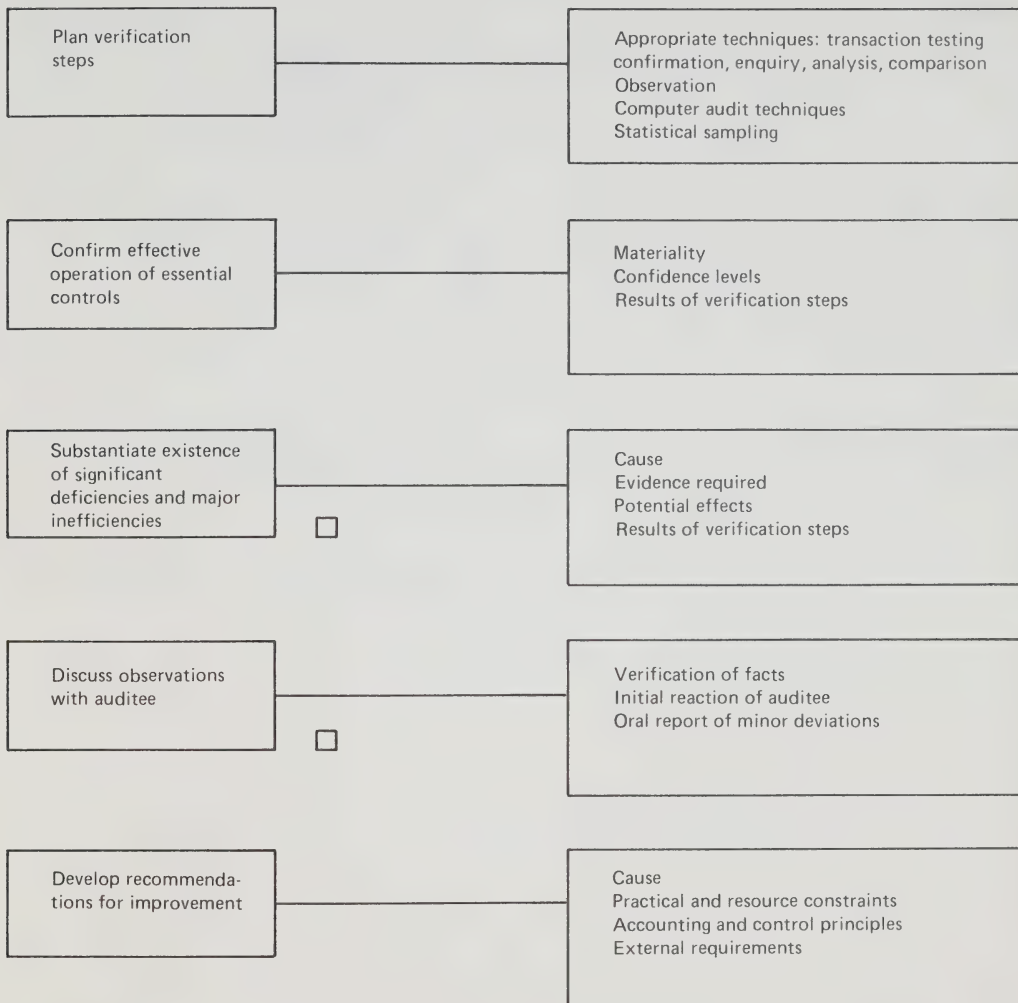 Plan verification
steps
Appropriate techniques: transaction testing
confirmation, enquiry, analysis, comparison
Observation
Computer audit techniques
Statistical sampling
Confirm effective
operation of essential
controls
Materiality
Confidence levels
Results of verification steps
Substantiate existence
of significant
deficiencies and major
inefficiencies
Cause
Evidence required
Potential effects
Results of verification steps
Discuss observations
with auditee
Verification of facts
Initial reaction of auditee
Oral report of minor deviations
Develop recommenda-
tions for improvement
Cause
Practical and resource constraints
Accounting and control principles
External requirements